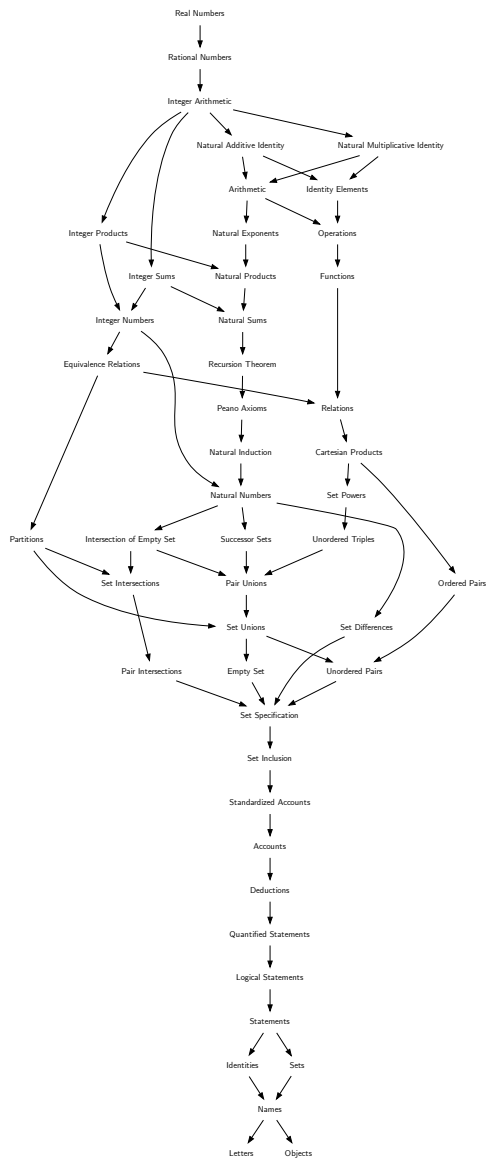 Real Numbers
Rational Numbers
Integer Arithmetic
Natural Additive Identity
Natural Multiplicative Identity
Arithmetic
Identity Elements
Integer Products
Natural Exponents
Operations
Integer Sums
Natural Products
Functions
Integer Numbers
Natural Sums
Equivalence Relations
Recursion Theorem
Peano Axioms
Relations
Natural Induction
Cartesian Products
Natural Numbers
Set Powers
Partitions
Intersection of Empty Set
Successor Sets
Unordered Triples
Set Intersections
Pair Unions
Ordered Pairs
Set Unions
Set Differences
Pair Intersections
Empty Set
Unordered Pairs
Set Specification
Set Inclusion
Standardized Accounts
Accounts
Deductions
Quantified Statements
Logical Statements
Statements
Identities
Sets
Names
Letters
Objects